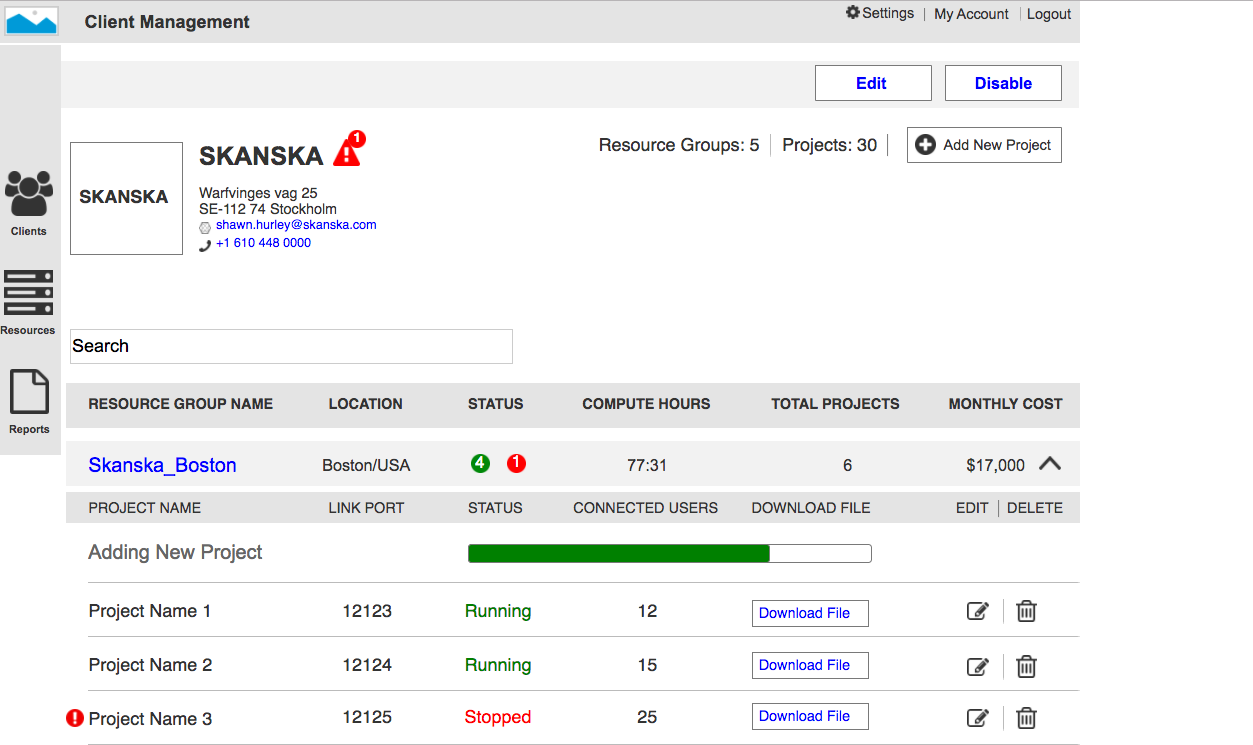 Client Management
Settings | My Account | Logout
Edit Disable
SKANSKA
SKANSKA 1
Warfvinges vag 25
SE-112 74 Stockholm
shawn.hurley@skanska.com
+1 610 448 0000
Resource Groups: 5 Projects: 30 Add New Project
Clients
Resources
Reports
Search
RESOURCE GROUP NAME LOCATION STATUS COMPUTE HOURS TOTAL PROJECTS MONTHLY COST
Skanska_Boston Boston/USA 4 1 77:31 6 $17,000
PROJECT NAME LINK PORT STATUS CONNECTED USERS DOWNLOAD FILE EDIT | DELETE
Adding New Project
Project Name 1 12123 Running 12 Download File
Project Name 2 12124 Running 15 Download File
Project Name 3 12125 Stopped 25 Download File